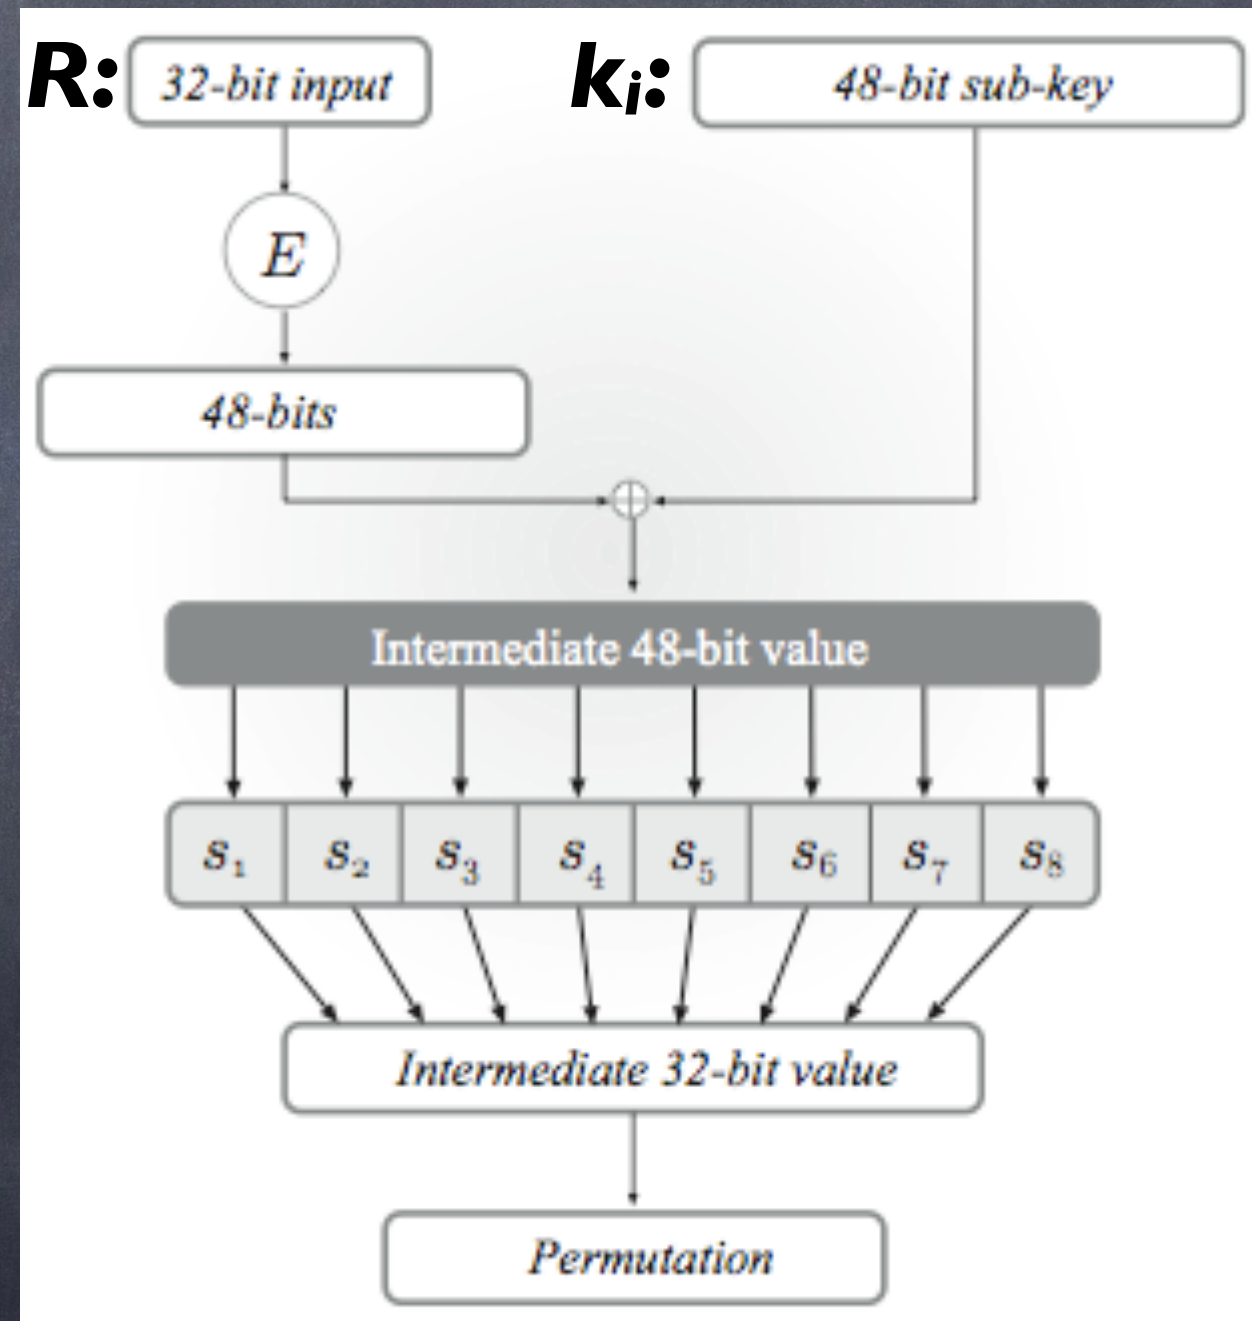 R: 32-bit input kᵢ: 48-bit sub-key
E
48-bits
Intermediate 48-bit value
s₁ s₂ s₃ s₄ s₅ s₆ s₇ s₈
Intermediate 32-bit value
Permutation